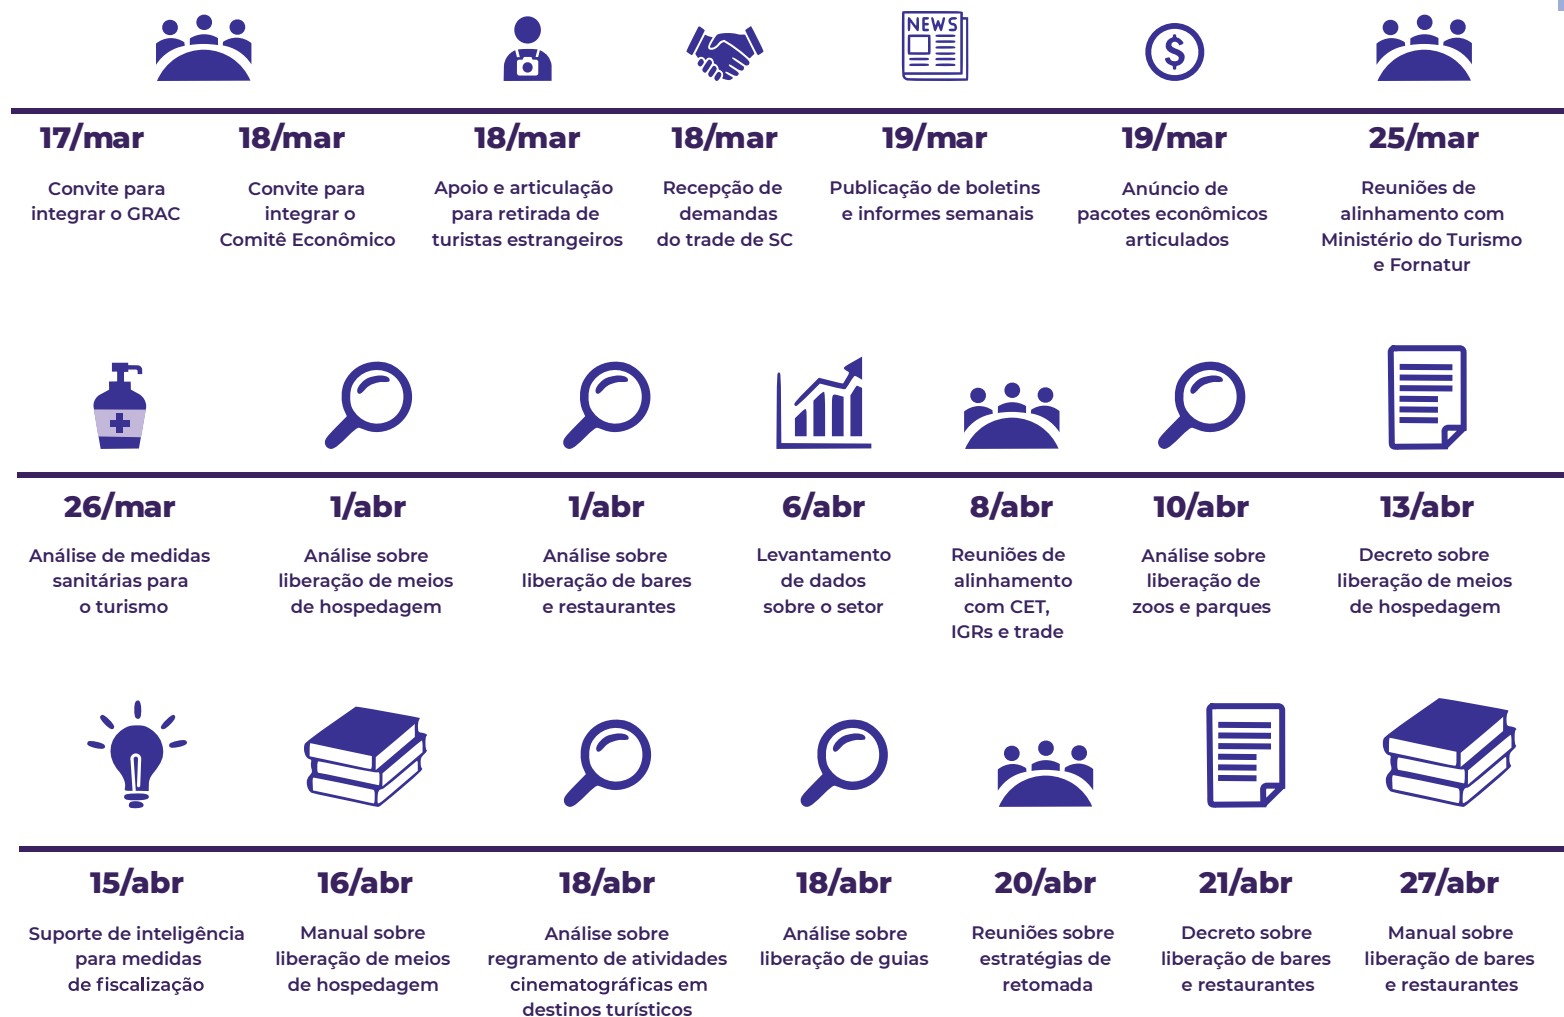 NEWS
17/mar
Convite para
integrar o GRAC
18/mar
Convite para
integrar o
Comitê Econômico
18/mar
Apoio e articulação
para retirada de
turistas estrangeiros
18/mar
Recepção de
demandas
do trade de SC
19/mar
Publicação de boletins
e informes semanais
19/mar
Anúncio de
pacotes econômicos
articulados
25/mar
Reuniões de
alinhamento com
Ministério do Turismo
e Fornatur
26/mar
Análise de medidas
sanitárias para
o turismo
1/abr
Análise sobre
liberação de meios
de hospedagem
1/abr
Análise sobre
liberação de bares
e restaurantes
6/abr
Levantamento
de dados
sobre o setor
8/abr
Reuniões de
alinhamento
com CET,
IGRs e trade
10/abr
Análise sobre
liberação de
zoos e parques
13/abr
Decreto sobre
liberação de meios
de hospedagem
15/abr
Suporte de inteligência
para medidas
de fiscalização
16/abr
Manual sobre
liberação de meios
de hospedagem
18/abr
Análise sobre
regramento de atividades
cinematográficas em
destinos turísticos
18/abr
Análise sobre
liberação de guias
20/abr
Reuniões sobre
estratégias de
retomada
21/abr
Decreto sobre
liberação de bares
e restaurantes
27/abr
Manual sobre
liberação de bares
e restaurantes